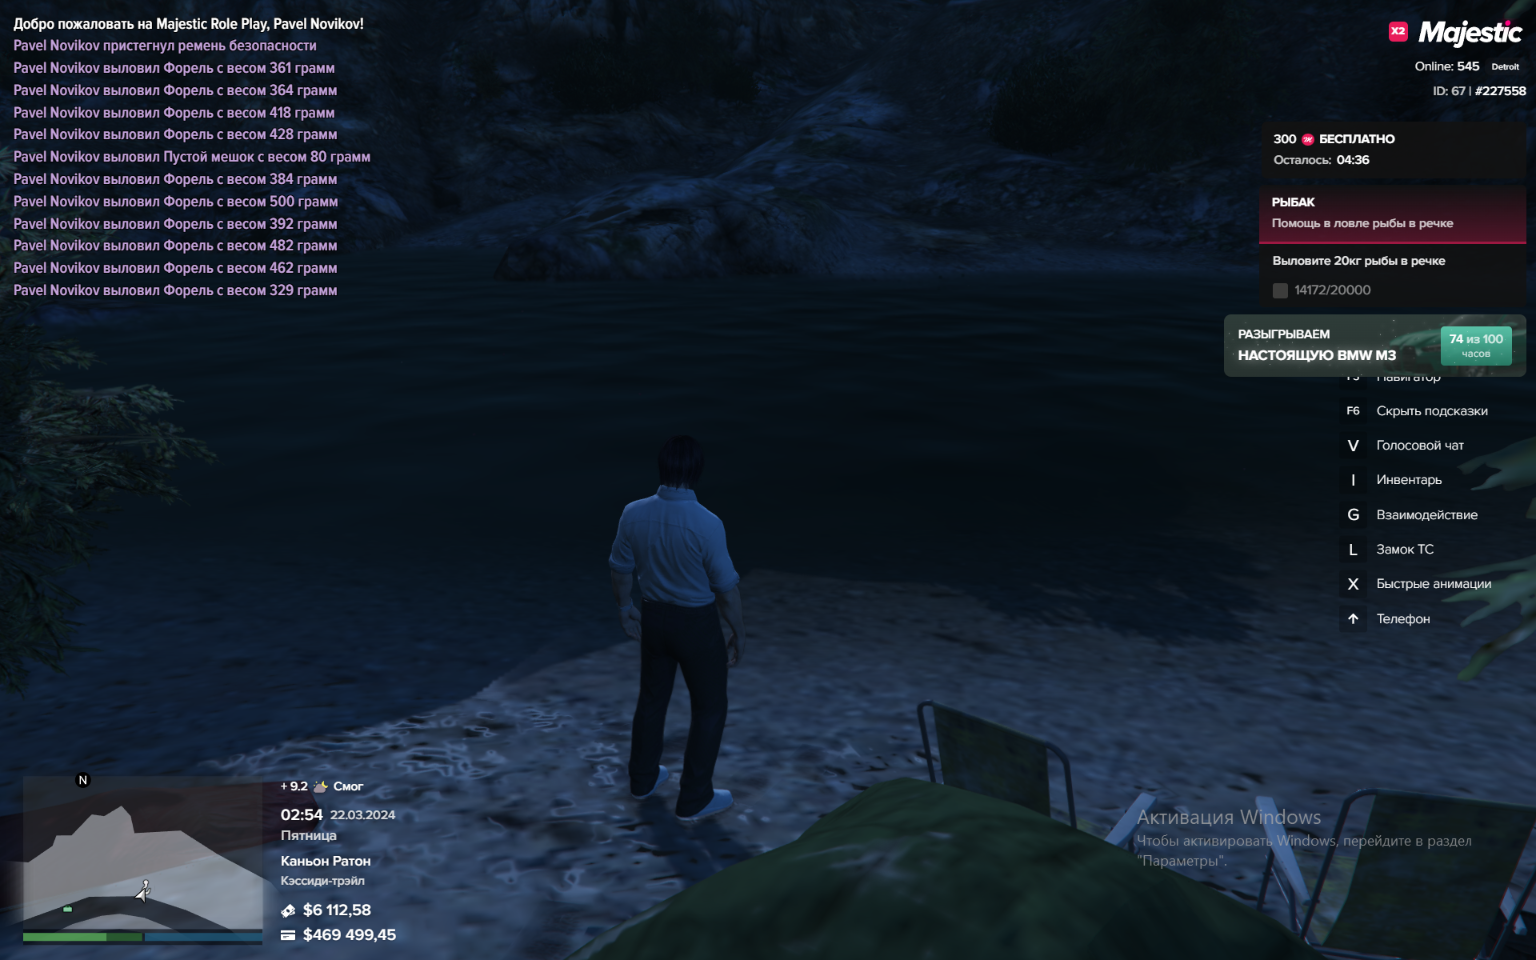 Добро пожаловать на Majestic Role Play, Pavel Novikov!
Pavel Novikov пристегнул ремень безопасности
Pavel Novikov выловил Форель с весом 361 грамм
Pavel Novikov выловил Форель с весом 364 грамм
Pavel Novikov выловил Форель с весом 418 грамм
Pavel Novikov выловил Форель с весом 428 грамм
Pavel Novikov выловил Пустой мешок с весом 80 грамм
Pavel Novikov выловил Форель с весом 384 грамм
Pavel Novikov выловил Форель с весом 500 грамм
Pavel Novikov выловил Форель с весом 392 грамм
Pavel Novikov выловил Форель с весом 482 грамм
Pavel Novikov выловил Форель с весом 462 грамм
Pavel Novikov выловил Форель с весом 329 грамм
X2 Majestic
Online: 545 Detroit
ID: 67 | #227558
300 БЕСПЛАТНО
Осталось: 04:36
РЫБАК
Помощь в ловле рыбы в речке
Выловите 20кг рыбы в речке
14172/20000
РАЗЫГРЫВАЕМ
НАСТОЯЩУЮ BMW M3
74 из 100
часов
Навигатор
F6 Скрыть подсказки
V Голосовой чат
I Инвентарь
G Взаимодействие
L Замок ТС
X Быстрые анимации
↑ Телефон
N
+ 9.2 Смог
02:54 22.03.2024
Пятница
Каньон Ратон
Кэссиди-трэйл
$6 112,58
$469 499,45
Активация Windows
Чтобы активировать Windows, перейдите в раздел
"Параметры".